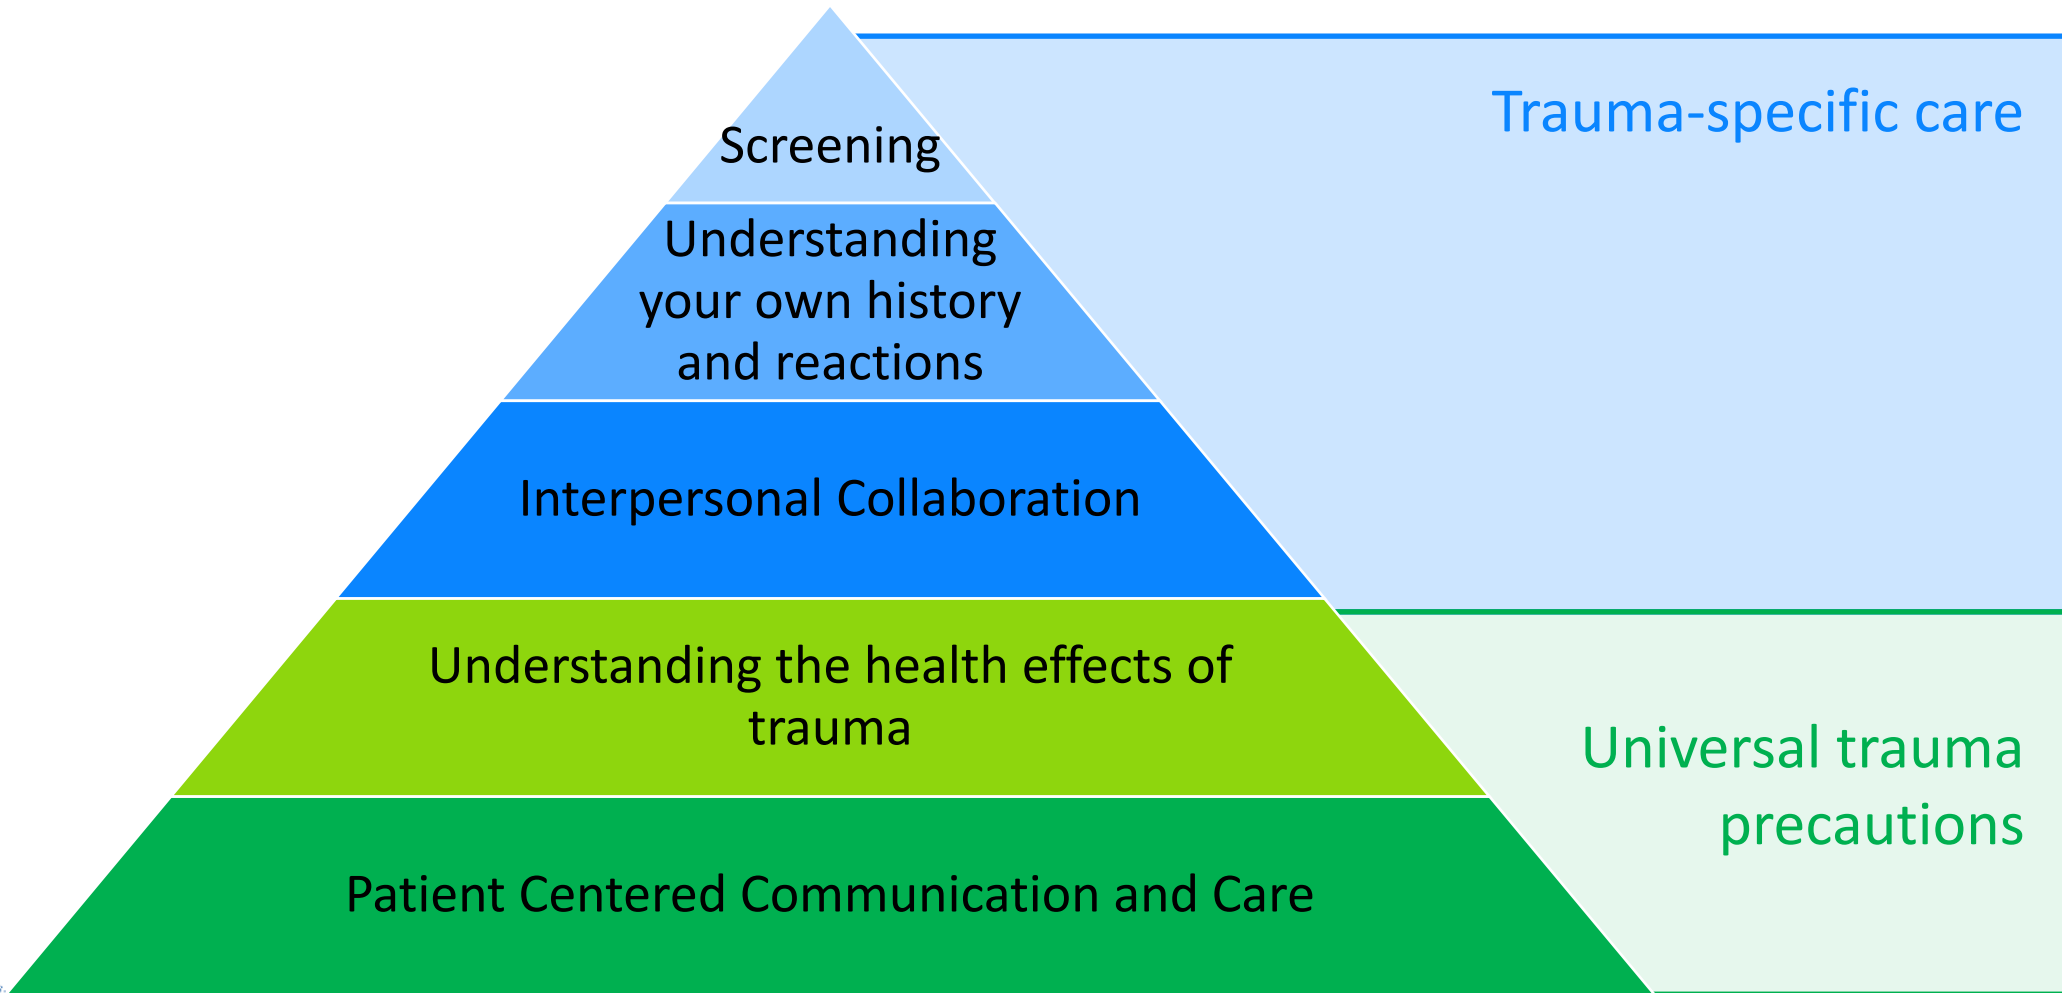 Trauma-specific care
Screening
Understanding
your own history
and reactions
Interpersonal Collaboration
Understanding the health effects of
trauma
Universal trauma
precautions
Patient Centered Communication and Care